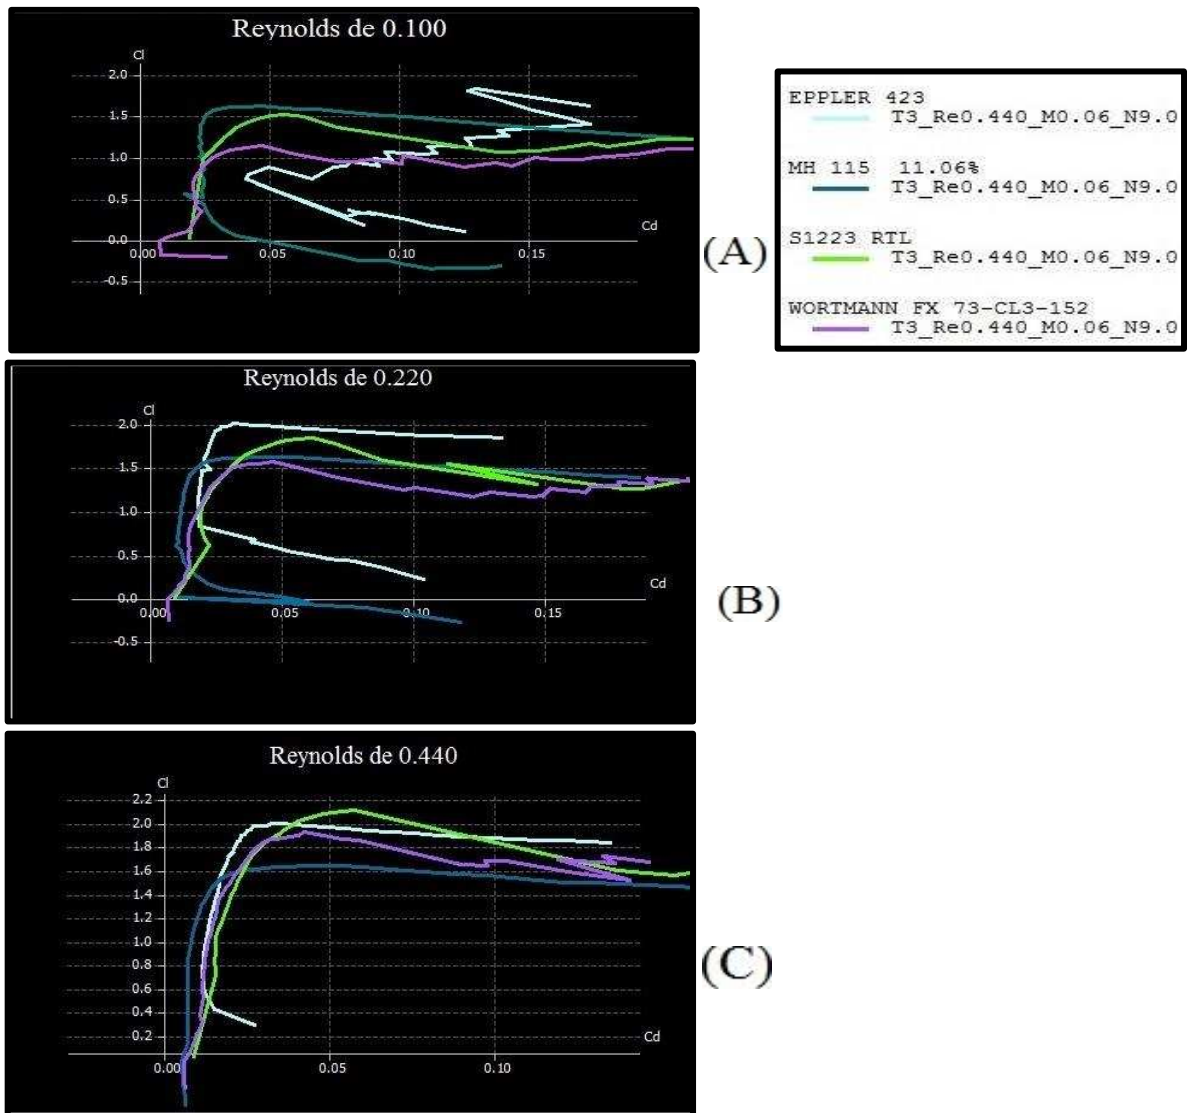 Reynolds de 0.100
Cl
2.0
1.5
1.0
0.5
0.0
-0.5
0.00
0.05
0.10
0.15
Cd
(A)
EPPLER 423
T3_Re0.440_M0.06_N9.0
MH 115 11.06%
T3_Re0.440_M0.06_N9.0
S1223 RTL
T3_Re0.440_M0.06_N9.0
WORTMANN FX 73-CL3-152
T3_Re0.440_M0.06_N9.0
Reynolds de 0.220
Cl
2.0
1.5
1.0
0.5
0.0
-0.5
0.00
0.05
0.10
0.15
Cd
(B)
Reynolds de 0.440
Cl
2.2
2.0
1.8
1.6
1.4
1.2
1.0
0.8
0.6
0.4
0.2
0.00
0.05
0.10
Cd
(C)